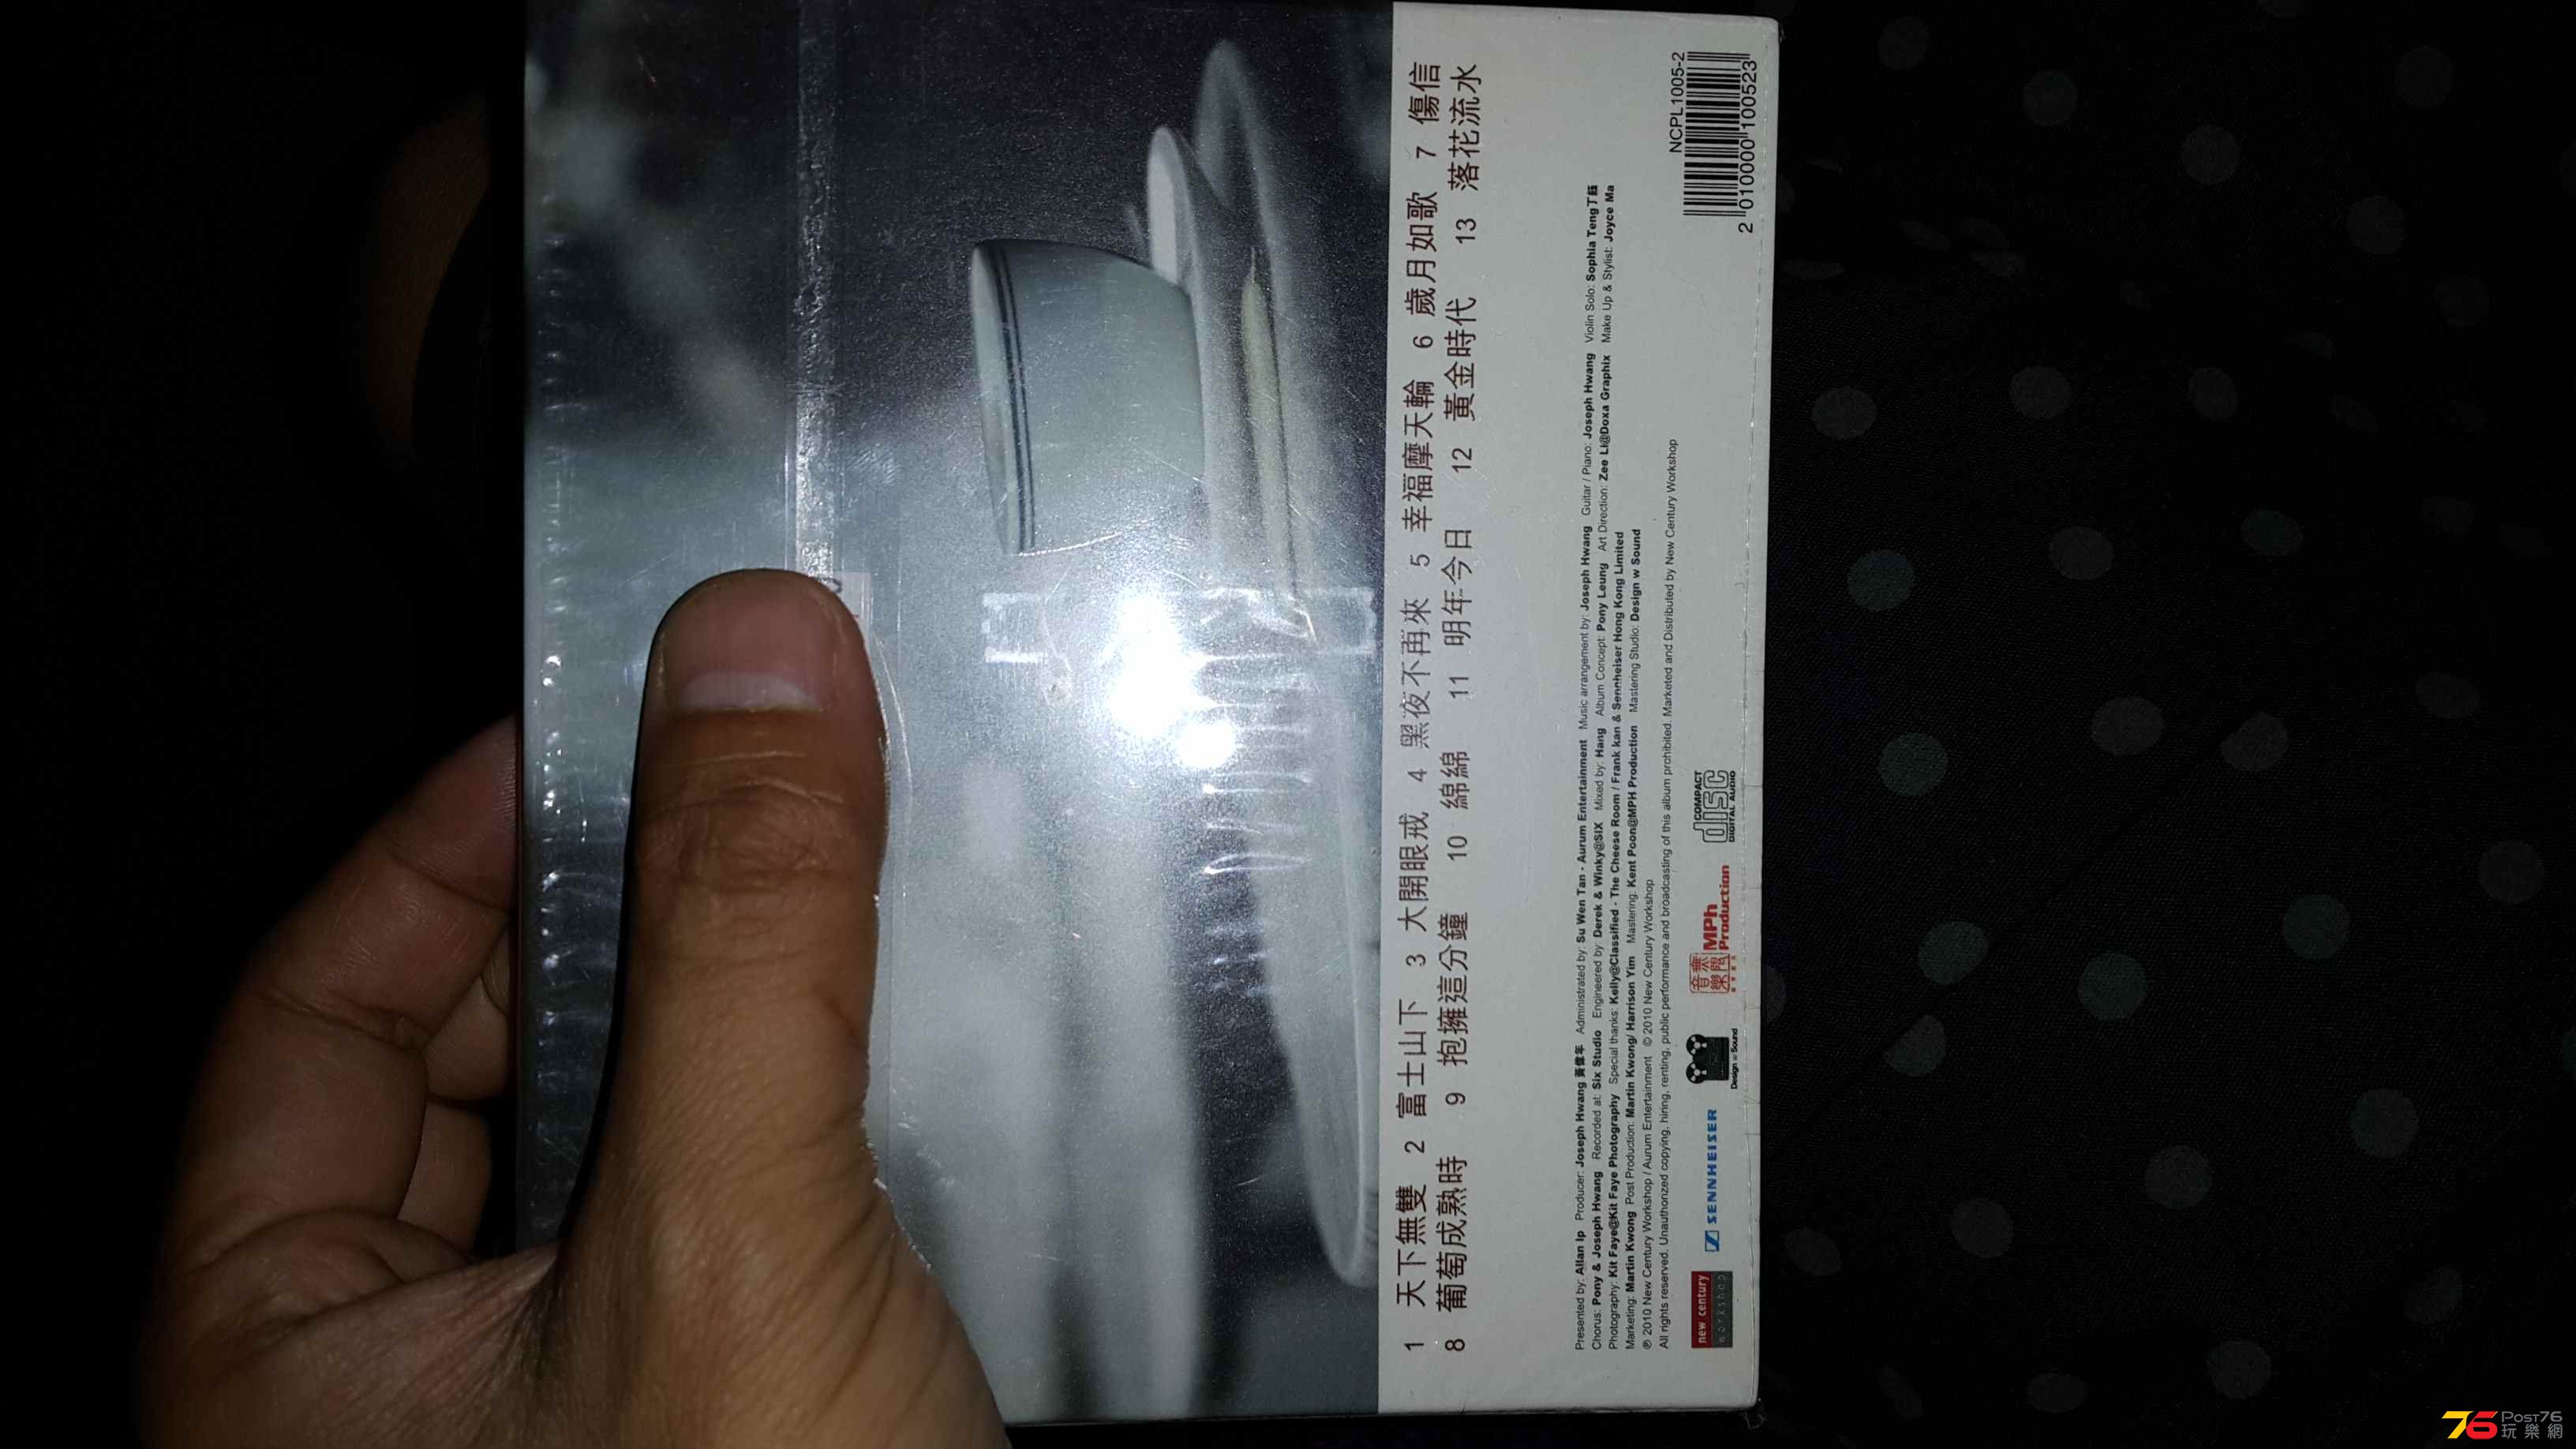 1 天下無雙 2 富士山下 3 大開眼戒 4 黑夜不再來 5 幸福摩天輪 6 歲月如歌 7 傷信
8 葡萄成熟時 9 抱擁這分鐘 10 綿綿 11 明年今日 12 黃金時代 13 落花流水
Presented by: Allan Ip Producer: Joseph Hwang 黃偉年 Administrated by: Su Wen Tan - Aurum Entertainment Music arrangement by: Joseph Hwang Guitar / Piano: Joseph Hwang Violin Solo: Sophia Teng丁鈺
Chorus: Pony & Joseph Hwang Recorded at: Six Studio Engineered by: Derek & Winky@SIX Mixed by: Hang Album Concept: Pony Leung Art Direction: Zee Li@Doxa Graphix Make Up & Stylist: Joyce Ma
Photography: Kit Faye@Kit Faye Photography Special thanks: Kelly@Classified - The Cheese Room / Frank kan & Sennheiser Hong Kong Limited
Marketing: Martin Kwong Post Production: Martin Kwong/ Harrison Yim Mastering: Kent Poon@MPH Production Mastering Studio: Design w Sound
℗ 2010 New Century Workshop / Aurum Entertainment © 2010 New Century Workshop
All rights reserved. Unauthorized copying, hiring, renting, public performance and broadcasting of this album prohibited. Marketed and Distributed by New Century Workshop
new century
workshop
SENNHEISER
Design w Sound
MPh
Production
COMPACT
disc
DIGITAL AUDIO
NCPL1005-2
2 010000 100523
76 Post76
玩樂網